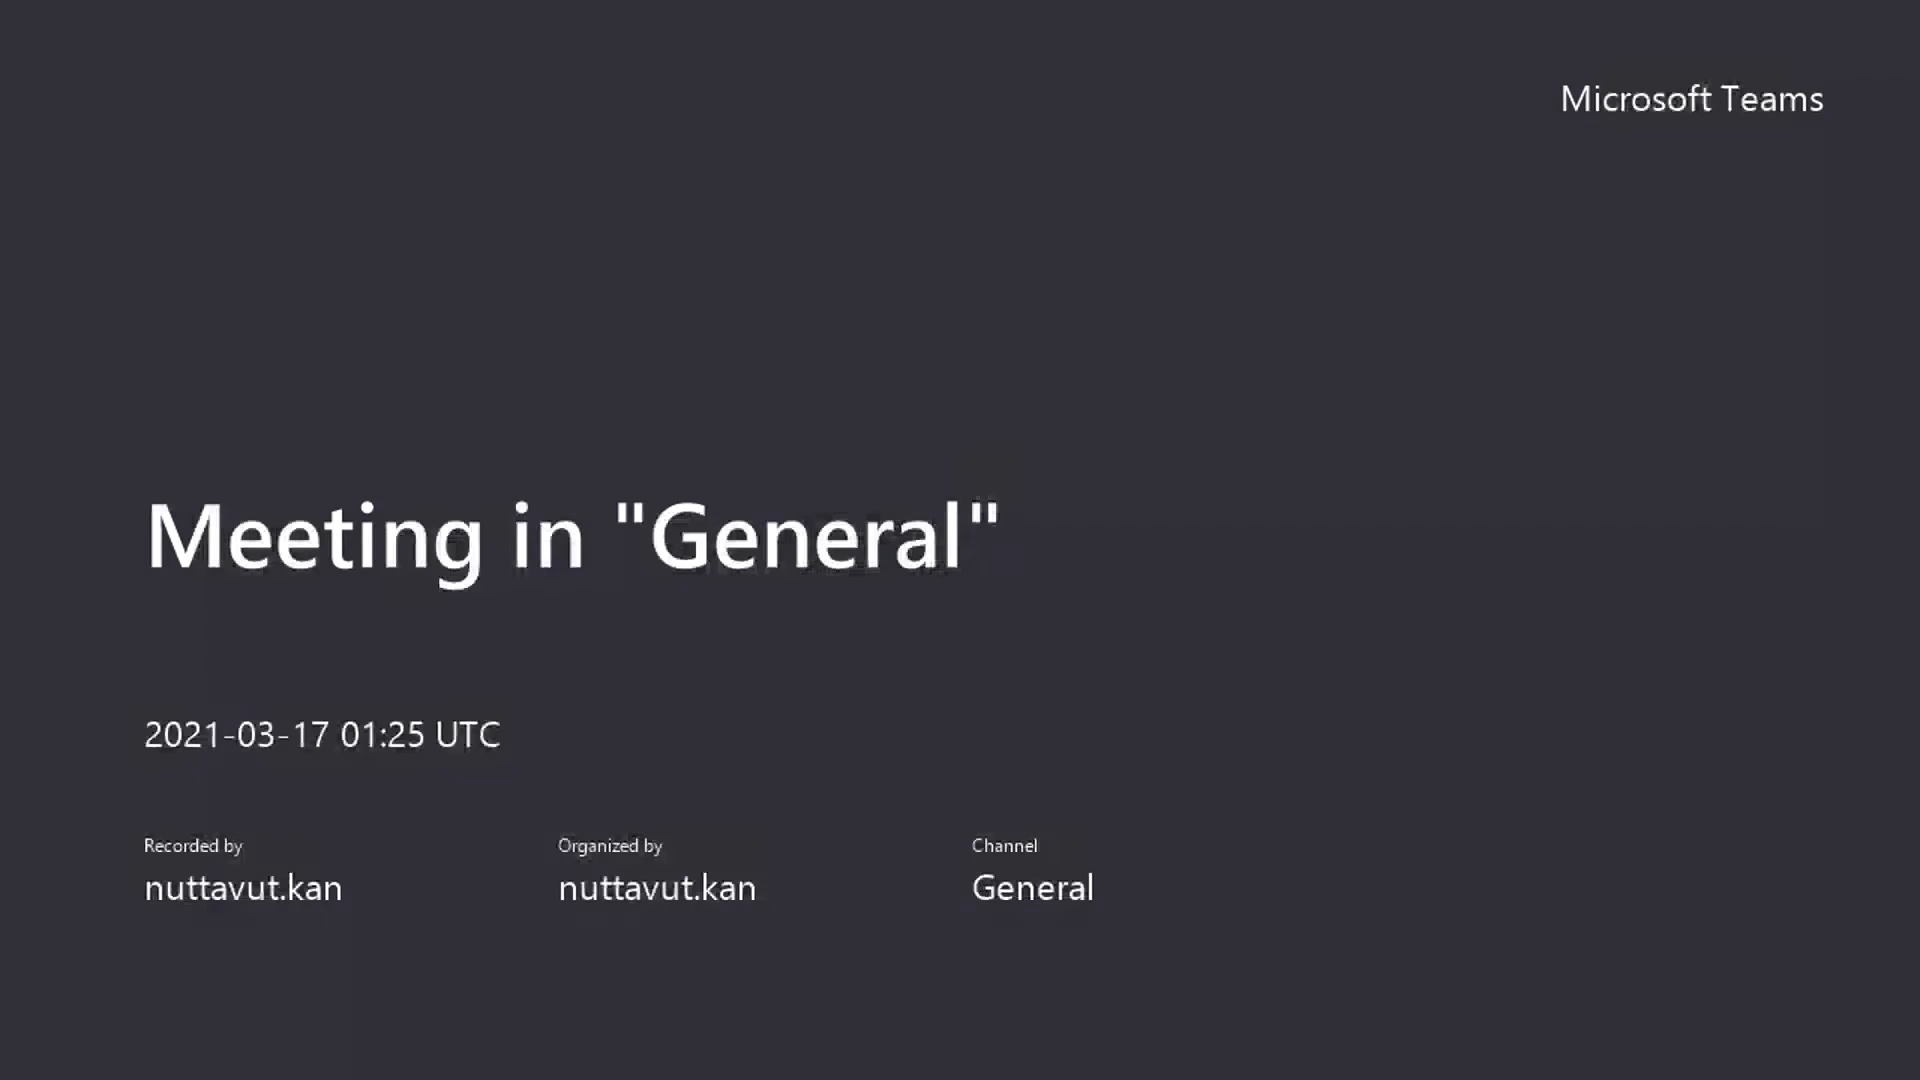 Microsoft Teams
Meeting in "General"
2021-03-17 01:25 UTC
Recorded by
nuttavut.kan
Organized by
nuttavut.kan
Channel
General